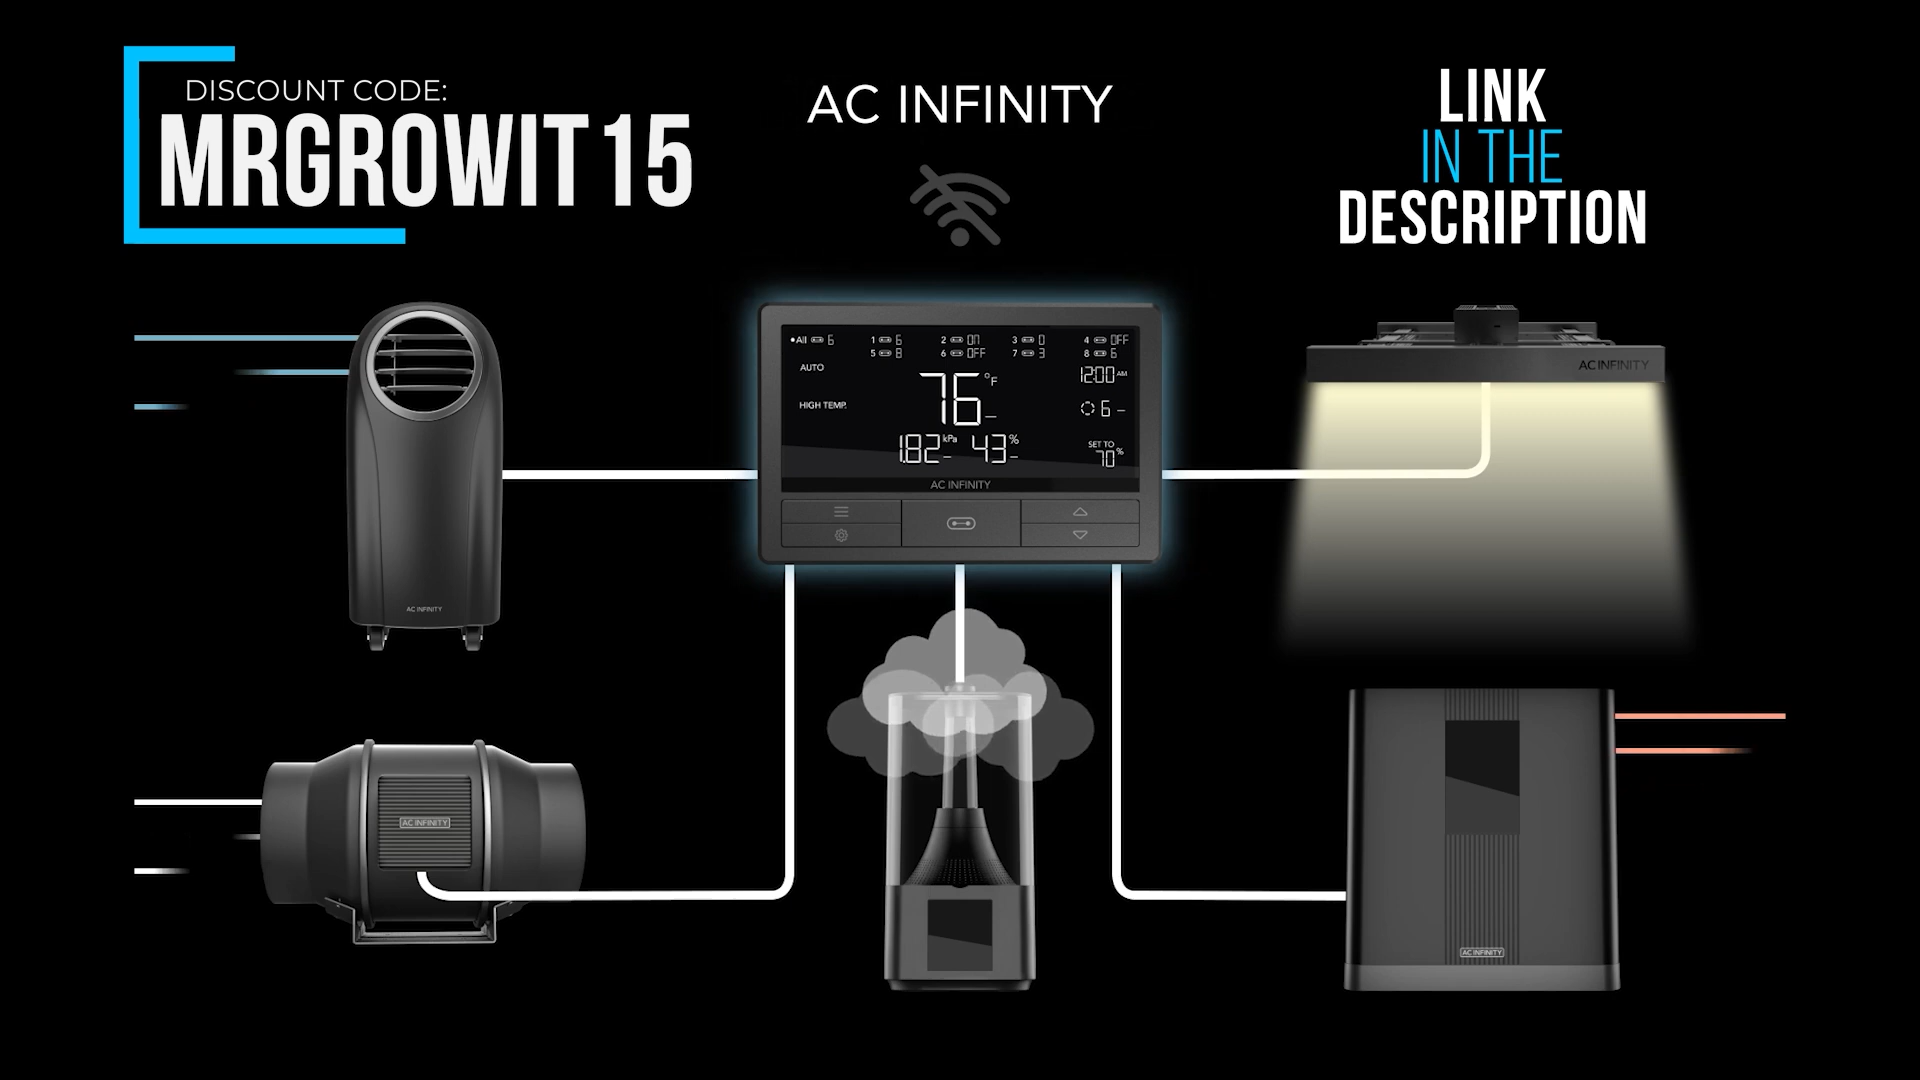 DISCOUNT CODE:
MRGROWIT15
AC INFINITY
LINK
IN THE
DESCRIPTION
All 6 1 6 2 ON 3 0 4 OFF
5 8 6 OFF 7 3 8 6
AUTO
76 °F
12:00 AM
HIGH TEMP.
6 –
1.82 kPa 43 %
SET TO
70 %
AC INFINITY
AC INFINITY
AC INFINITY
AC INFINITY
AC INFINITY